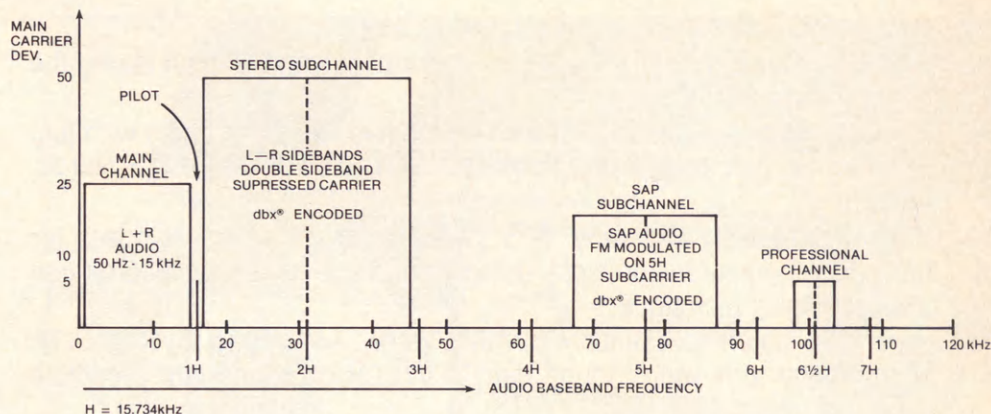 MAIN
CARRIER
DEV.
50
25
10
5
STEREO SUBCHANNEL
PILOT
MAIN
CHANNEL
L + R
AUDIO
50 Hz - 15 kHz
L—R SIDEBANDS
DOUBLE SIDEBAND
SUPRESSED CARRIER
dbx® ENCODED
SAP
SUBCHANNEL
SAP AUDIO
FM MODULATED
ON 5H
SUBCARRIER
dbx® ENCODED
PROFESSIONAL
CHANNEL
0 10 20 30 40 50 60 70 80 90 100 110 120 kHz
1H 2H 3H 4H 5H 6H 6½H 7H
AUDIO BASEBAND FREQUENCY
H = 15.734kHz